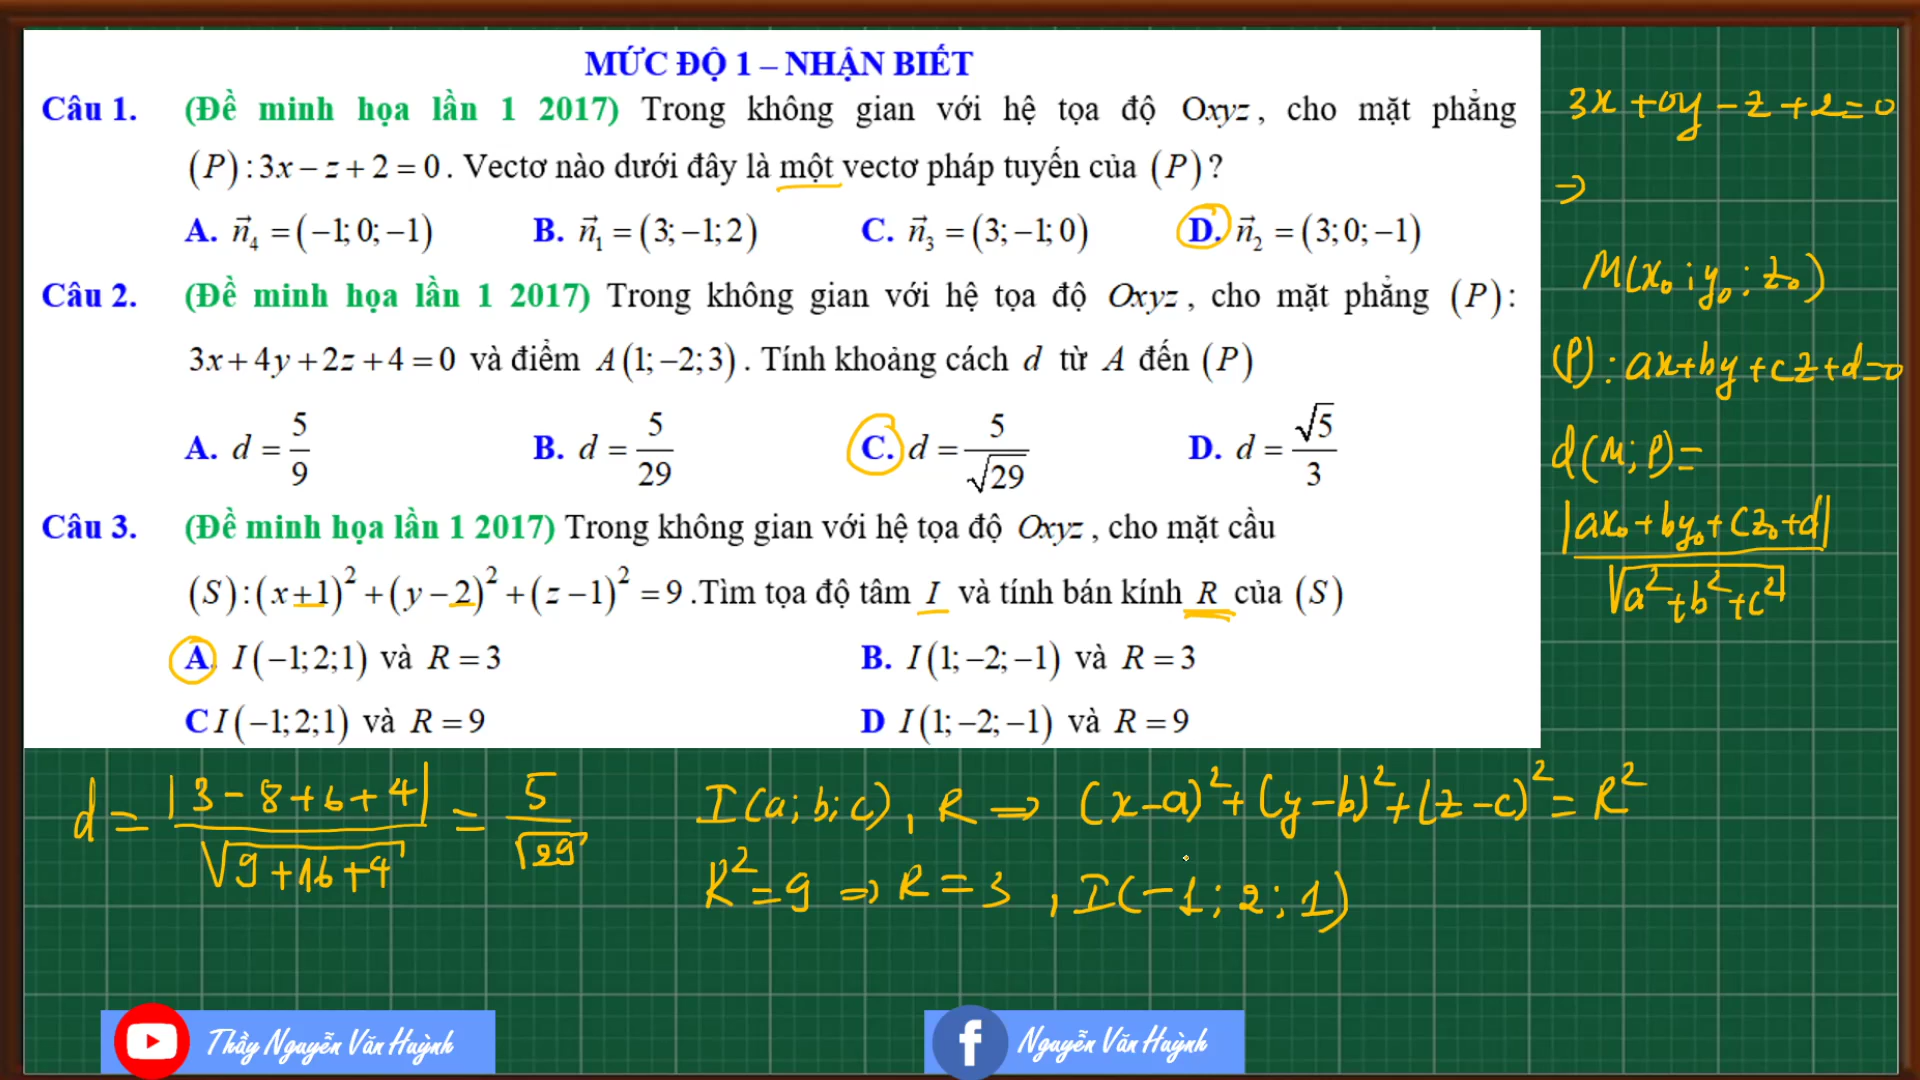 MỨC ĐỘ 1 – NHẬN BIẾT
Câu 1. (Đề minh họa lần 1 2017) Trong không gian với hệ tọa độ Oxyz, cho mặt phẳng
(P): 3x − z + 2 = 0. Vectơ nào dưới đây là một vectơ pháp tuyến của (P)?
A. n⃗₄ = (−1; 0; −1) B. n⃗₁ = (3; −1; 2) C. n⃗₃ = (3; −1; 0) D. n⃗₂ = (3; 0; −1)
Câu 2. (Đề minh họa lần 1 2017) Trong không gian với hệ tọa độ Oxyz, cho mặt phẳng (P):
3x + 4y + 2z + 4 = 0 và điểm A(1; −2; 3). Tính khoảng cách d từ A đến (P)
A. d = 5/9 B. d = 5/29 C. d = 5/√29 D. d = √5/3
Câu 3. (Đề minh họa lần 1 2017) Trong không gian với hệ tọa độ Oxyz, cho mặt cầu
(S): (x + 1)² + (y − 2)² + (z − 1)² = 9. Tìm tọa độ tâm I và tính bán kính R của (S)
A. I(−1; 2; 1) và R = 3 B. I(1; −2; −1) và R = 3
C I(−1; 2; 1) và R = 9 D I(1; −2; −1) và R = 9
3x + 0y − z + 2 = 0
⇒
M(x₀; y₀; z₀)
(P): ax + by + cz + d = 0
d(M; P) =
|ax₀ + by₀ + cz₀ + d|
√a² + b² + c²
d = |3 − 8 + 6 + 4| / √9 + 16 + 4 = 5/√29
I(a; b; c), R ⇒ (x − a)² + (y − b)² + (z − c)² = R²
R² = 9 ⇒ R = 3, I(−1; 2; 1)
Thầy Nguyễn Văn Huỳnh
f Nguyễn Văn Huỳnh